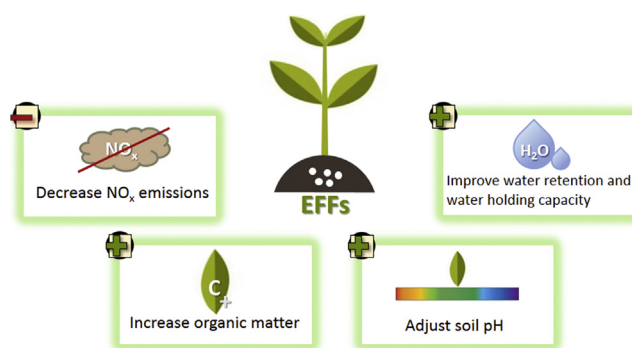 EFFs
NOx
Decrease NOx emissions
H2O
Improve water retention and
water holding capacity
C
+
Increase organic matter
Adjust soil pH